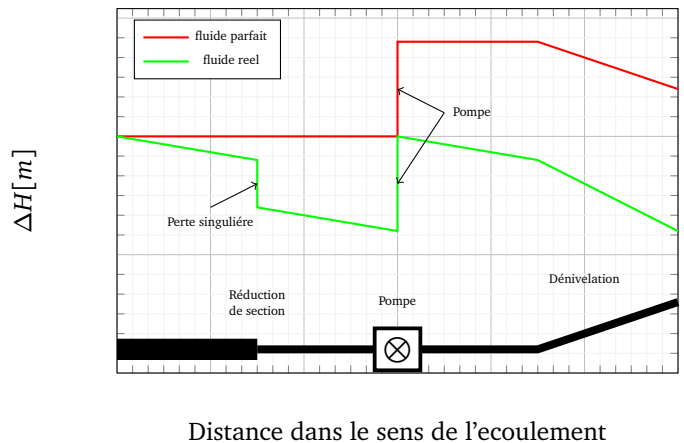 fluide parfait
fluide reel
Pompe
Perte singuliére
ΔH[m]
Dénivelation
Réduction
de section
Pompe
Distance dans le sens de l'ecoulement